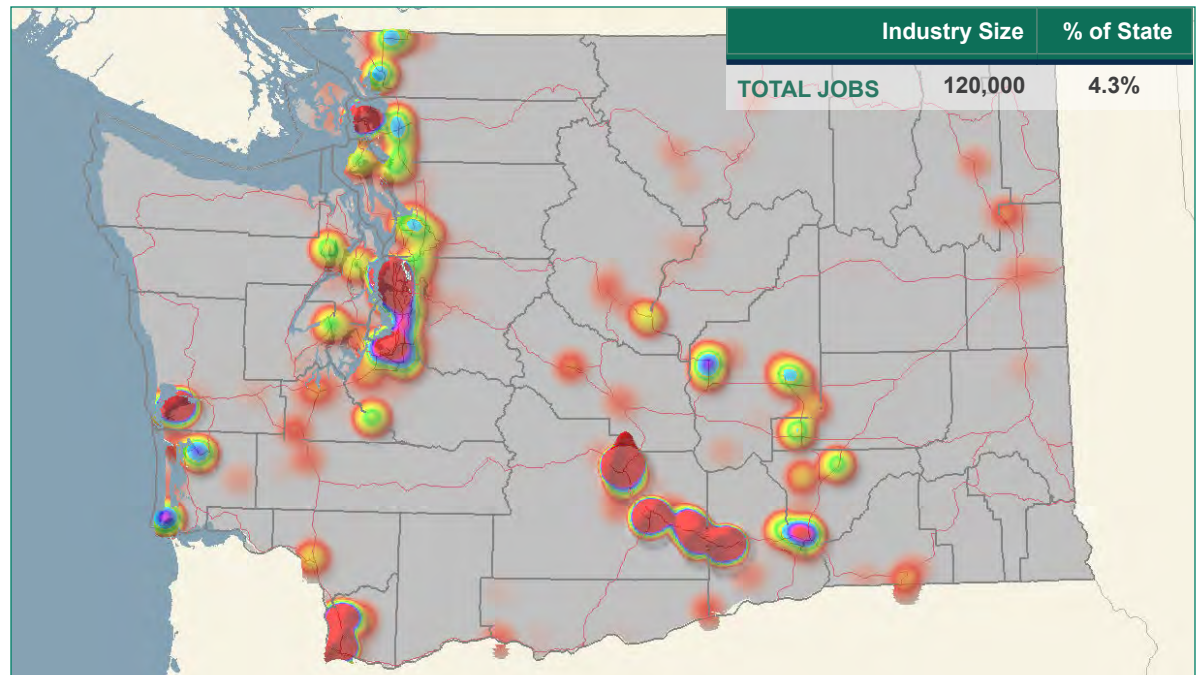 Industry Size % of State
TOTAL JOBS 120,000 4.3%